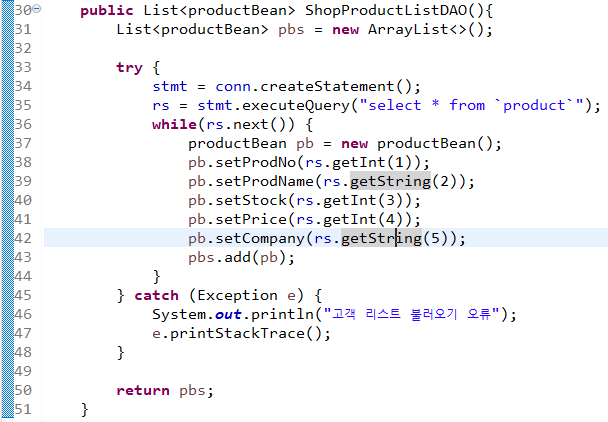 30 public List<productBean> ShopProductListDAO(){
31 List<productBean> pbs = new ArrayList<>();
32
33 try {
34 stmt = conn.createStatement();
35 rs = stmt.executeQuery("select * from `product`");
36 while(rs.next()) {
37 productBean pb = new productBean();
38 pb.setProdNo(rs.getInt(1));
39 pb.setProdName(rs.getString(2));
40 pb.setStock(rs.getInt(3));
41 pb.setPrice(rs.getInt(4));
42 pb.setCompany(rs.getString(5));
43 pbs.add(pb);
44 }
45 } catch (Exception e) {
46 System.out.println("고객 리스트 불러오기 오류");
47 e.printStackTrace();
48 }
49
50 return pbs;
51 }